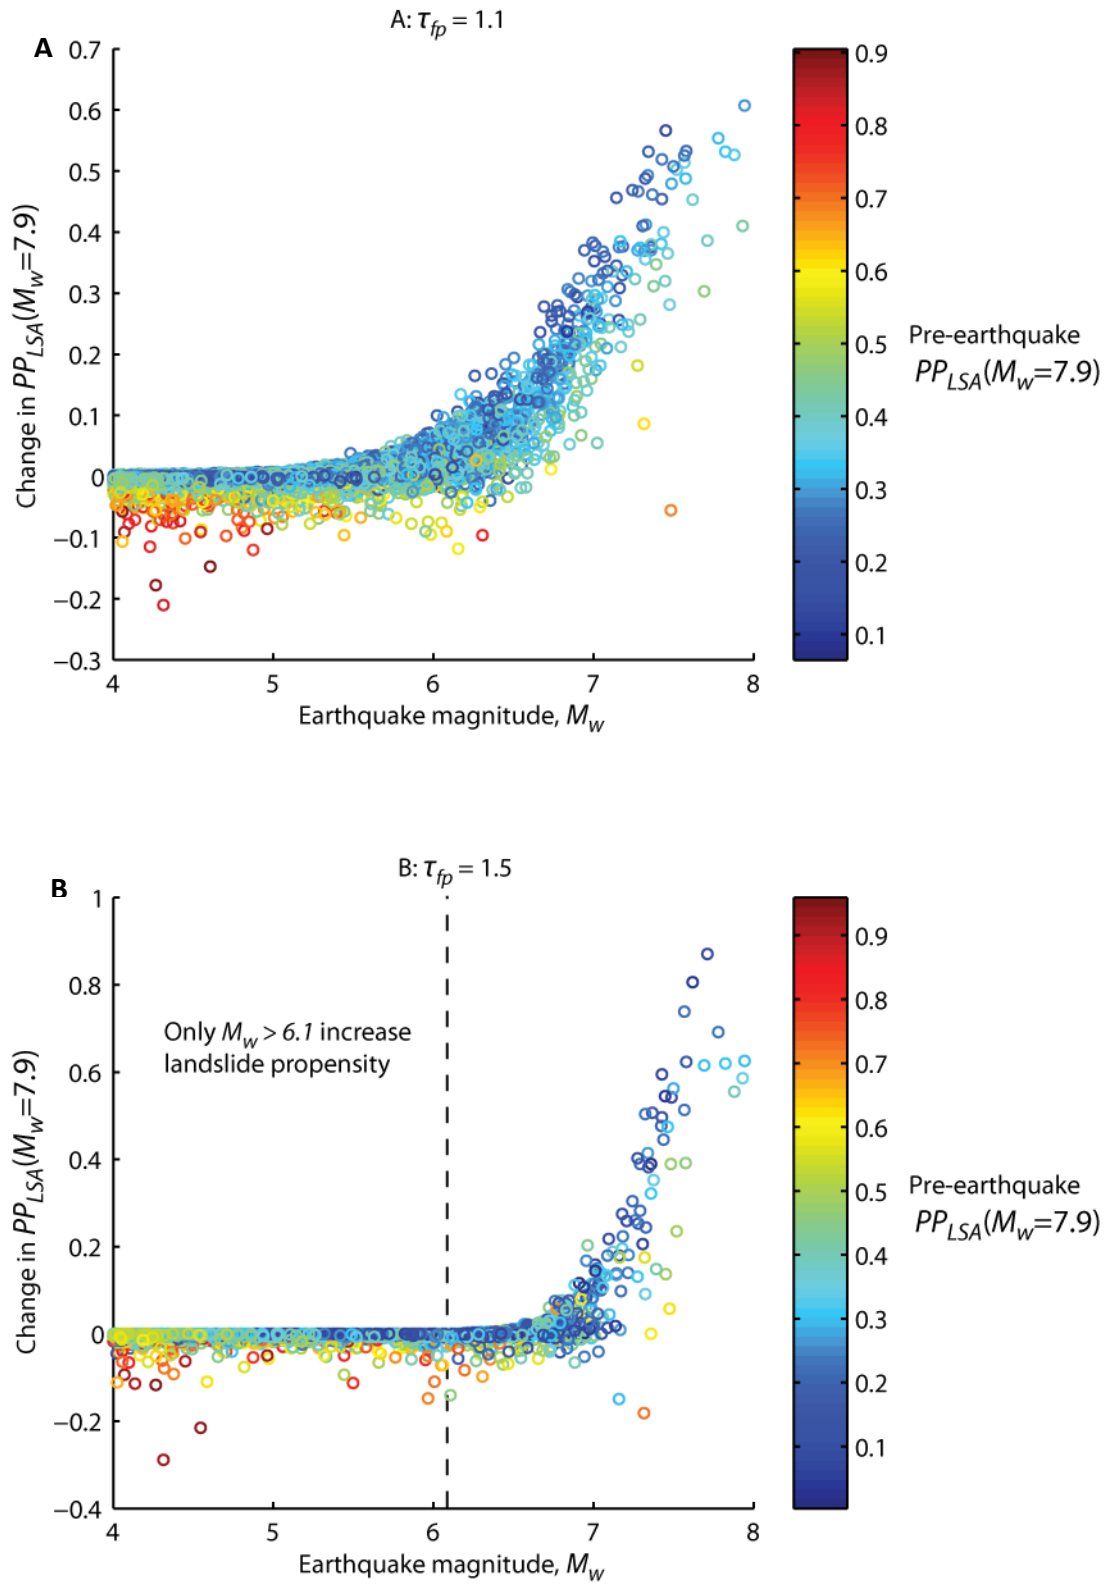 A: τfp = 1.1
A
0.7
0.6
0.5
0.4
0.3
0.2
0.1
0
−0.1
−0.2
−0.3
Change in PPLSA(Mw=7.9)
4 5 6 7 8
Earthquake magnitude, Mw
0.9
0.8
0.7
0.6
0.5
0.4
0.3
0.2
0.1
Pre-earthquake
PPLSA(Mw=7.9)
B: τfp = 1.5
B
1
0.8
0.6
0.4
0.2
0
−0.2
−0.4
Change in PPLSA(Mw=7.9)
Only Mw > 6.1 increase
landslide propensity
4 5 6 7 8
Earthquake magnitude, Mw
0.9
0.8
0.7
0.6
0.5
0.4
0.3
0.2
0.1
Pre-earthquake
PPLSA(Mw=7.9)